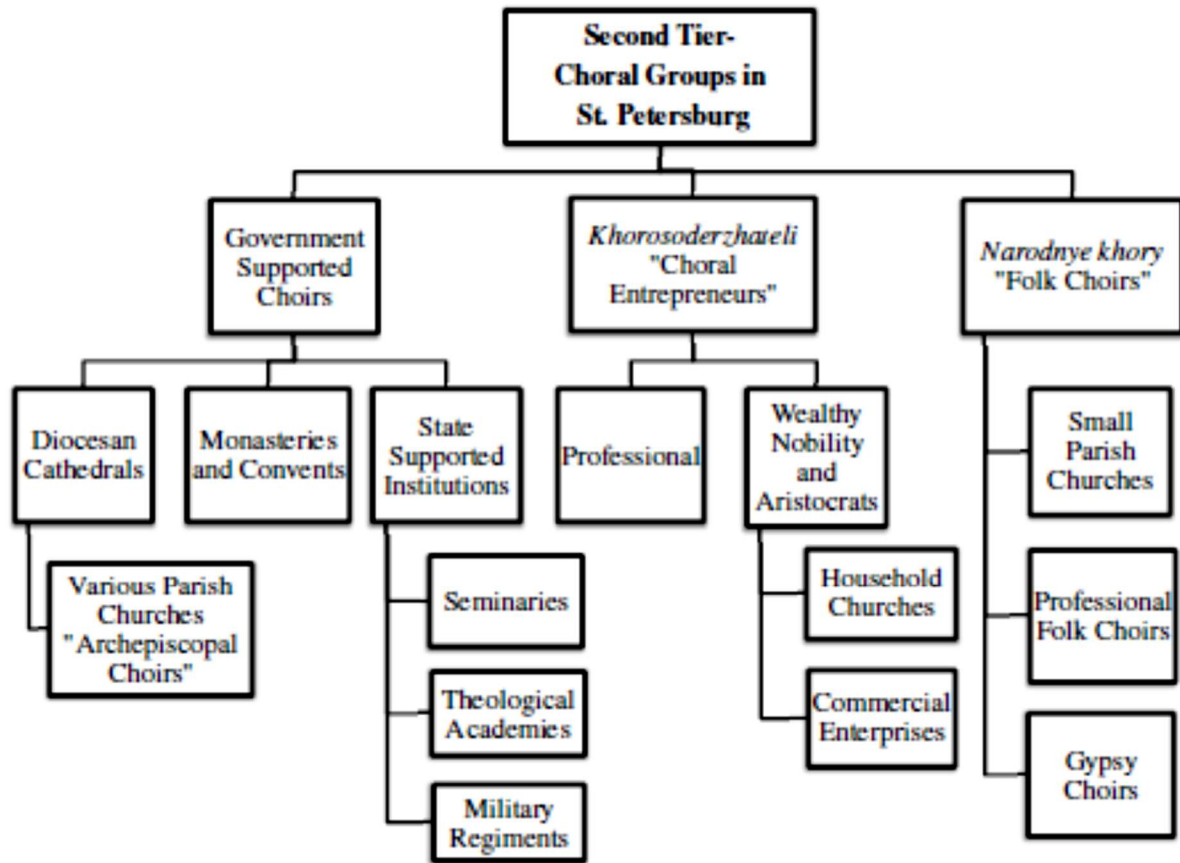 Second Tier-
Choral Groups in
St. Petersburg
Government
Supported
Choirs
Khorosoderzhateli
"Choral
Entrepreneurs"
Narodnye khory
"Folk Choirs"
Diocesan
Cathedrals
Monasteries
and Convents
State
Supported
Institutions
Professional
Wealthy
Nobility
and
Aristocrats
Small
Parish
Churches
Various Parish
Churches
"Archepiscopal
Choirs"
Seminaries
Household
Churches
Professional
Folk Choirs
Theological
Academies
Commercial
Enterprises
Military
Regiments
Gypsy
Choirs